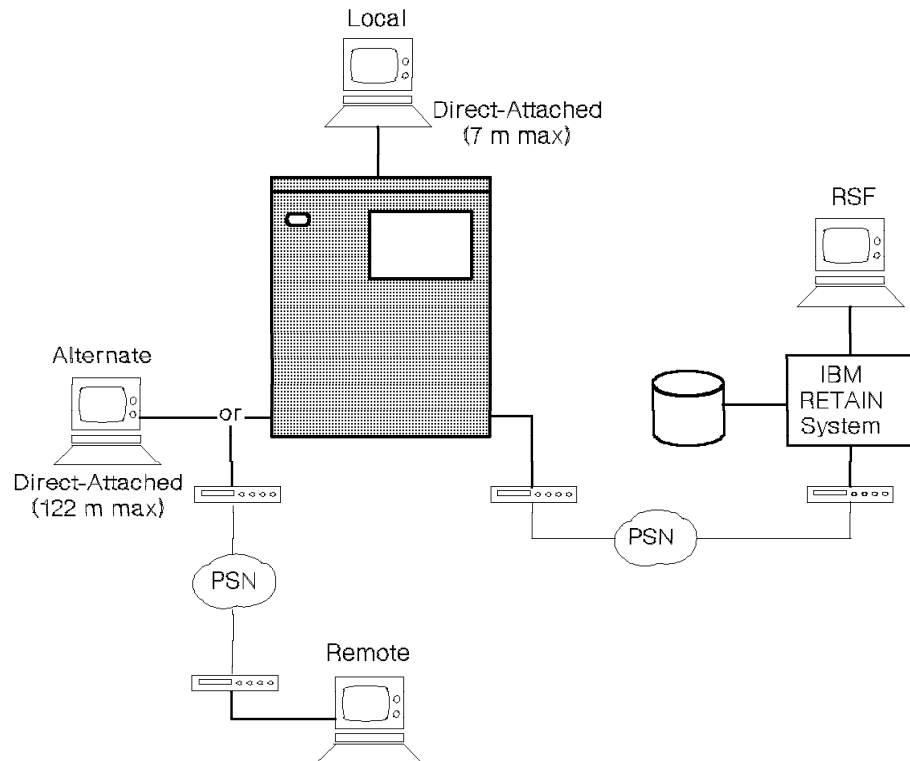 Local
Direct-Attached
(7 m max)
RSF
Alternate
or
IBM
RETAIN
System
Direct-Attached
(122 m max)
PSN
PSN
Remote